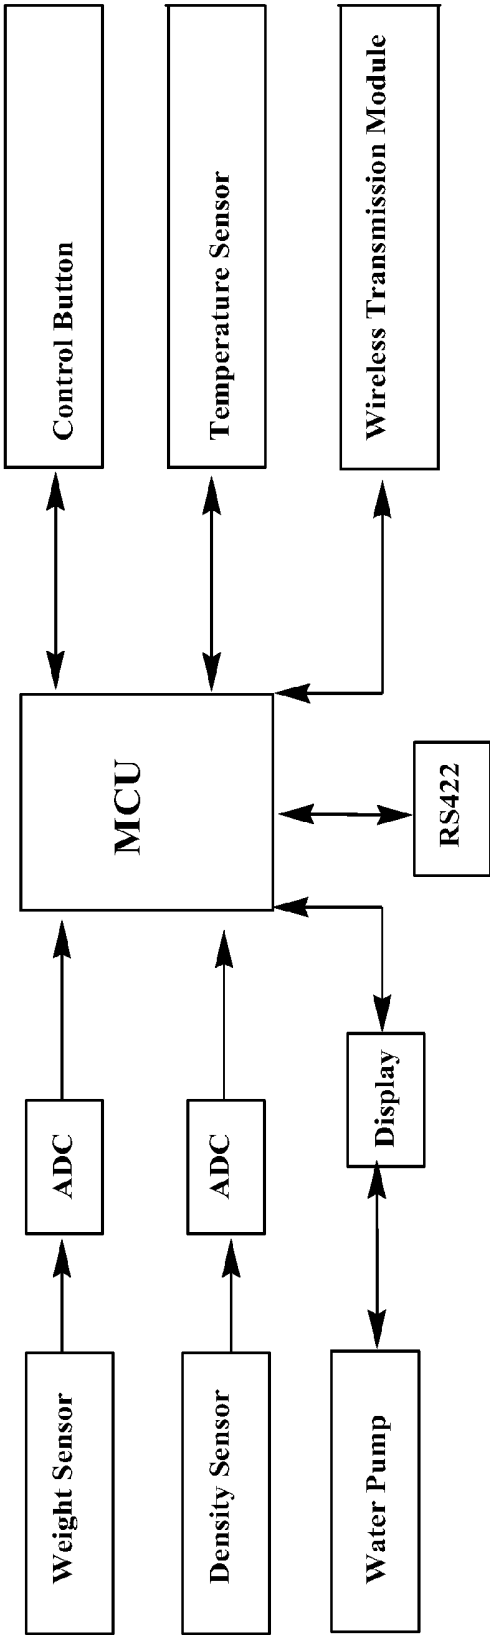 Weight Sensor
ADC
Control Button
MCU
Density Sensor
ADC
Temperature Sensor
Water Pump
Display
Wireless Transmission Module
RS422